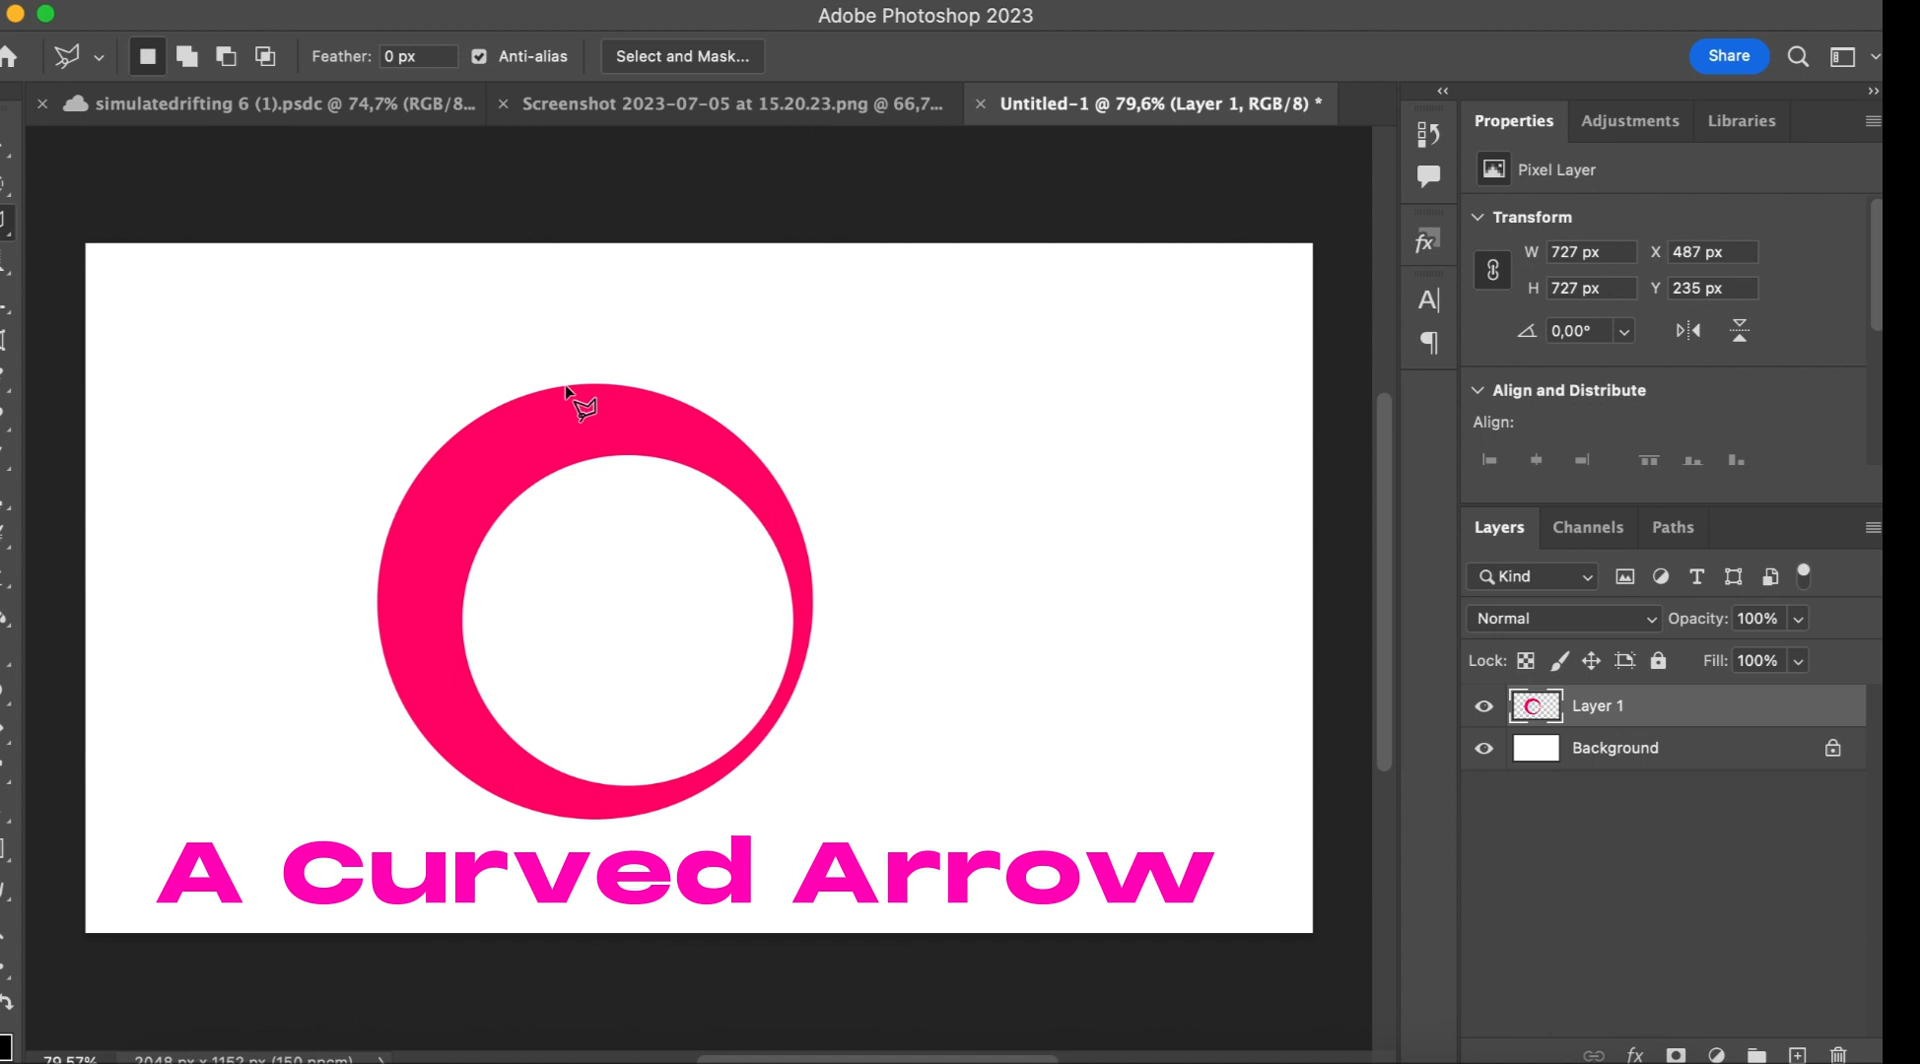 Adobe Photoshop 2023
Feather: 0 px Anti-alias Select and Mask... Share
simulatedrifting 6 (1).psdc @ 74,7% (RGB/8... Screenshot 2023-07-05 at 15.20.23.png @ 66,7... Untitled-1 @ 79,6% (Layer 1, RGB/8) *
Properties Adjustments Libraries
Pixel Layer
Transform
W 727 px X 487 px
H 727 px Y 235 px
0,00°
Align and Distribute
Align:
fx
A|
Layers Channels Paths
Kind
Normal Opacity: 100%
Lock: Fill: 100%
Layer 1
Background
A Curved Arrow
79,57% 2048 px x 1152 px (150 ppcm)
fx